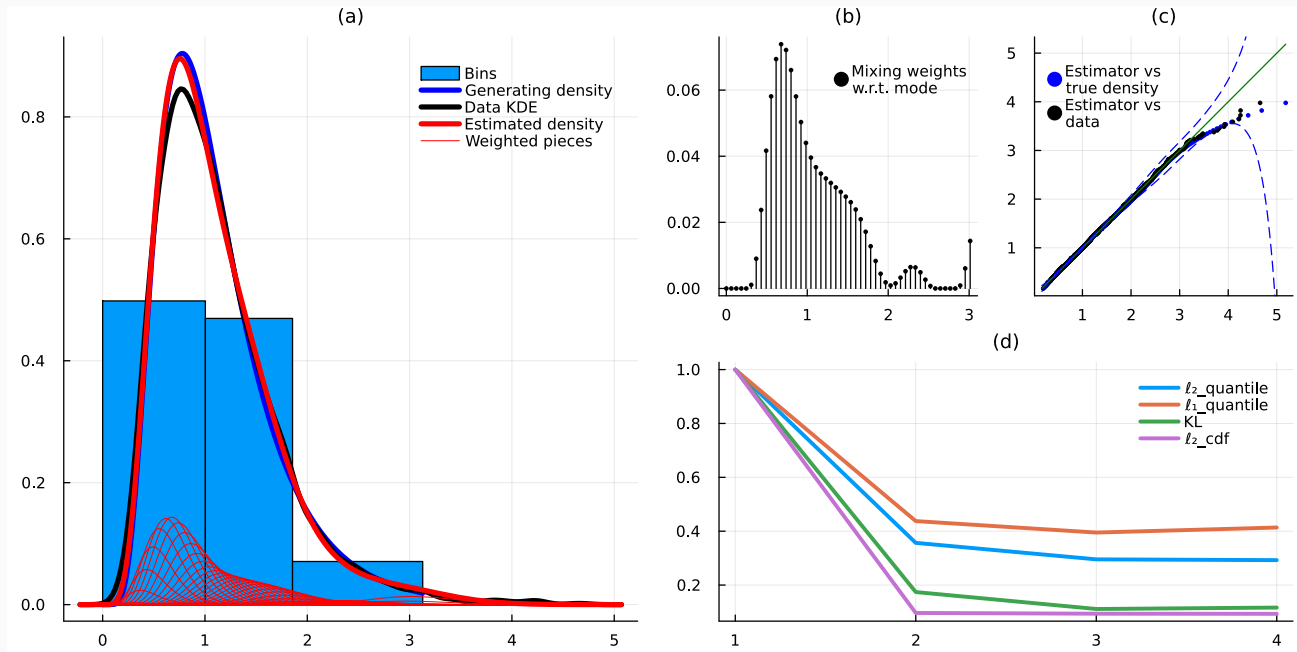 (a)
Bins
Generating density
Data KDE
Estimated density
Weighted pieces
0.8
0.6
0.4
0.2
0.0
0 1 2 3 4 5
(b)
Mixing weights
w.r.t. mode
0.06
0.04
0.02
0.00
0 1 2 3
(c)
Estimator vs
true density
Estimator vs
data
5
4
3
2
1
1 2 3 4 5
(d)
ℓ₂_quantile
ℓ₁_quantile
KL
ℓ₂_cdf
1.0
0.8
0.6
0.4
0.2
1 2 3 4